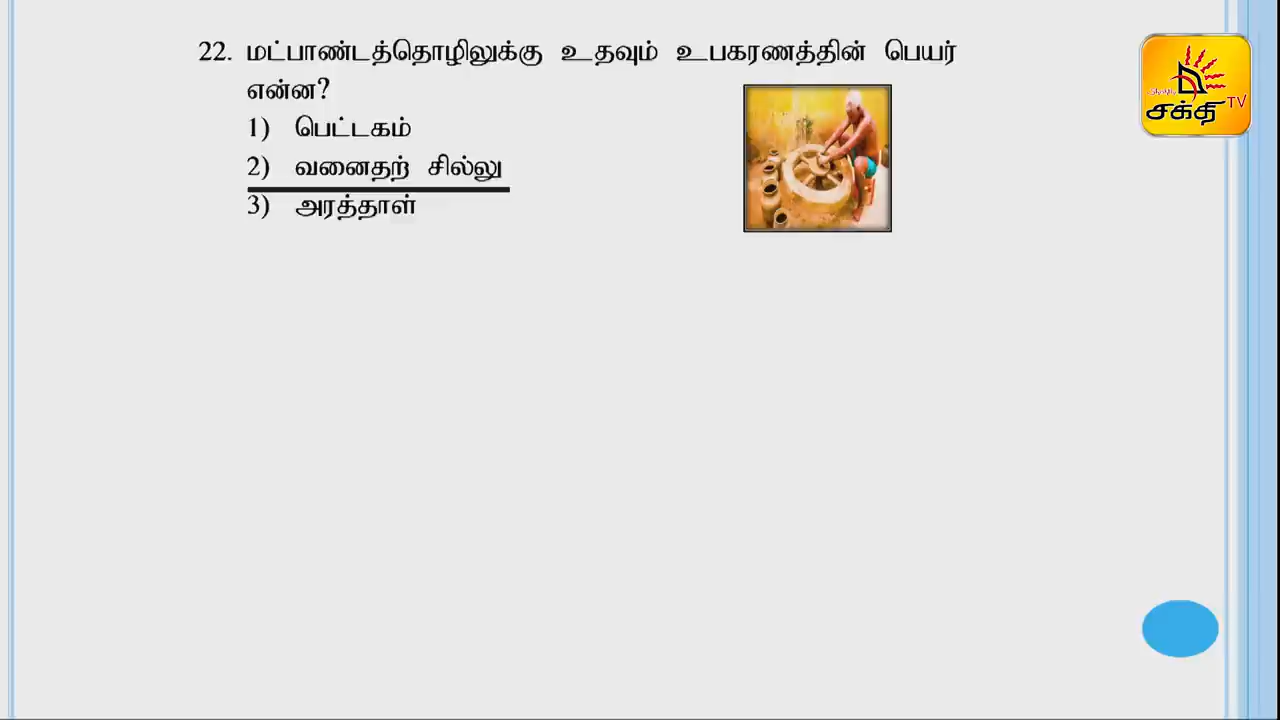 22. மட்பாண்டத்தொழிலுக்கு உதவும் உபகரணத்தின் பெயர்
என்ன?
1) பெட்டகம்
2) வனைதற் சில்லு
3) அரத்தாள்
சக்தி TV